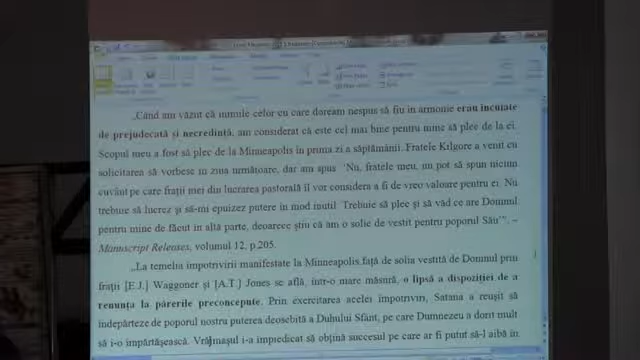 „Când am văzut că inimile celor cu care doream nespus să fiu în armonie erau încuiate
de prejudecată și necredință, am considerat că este cel mai bine pentru mine să plec de la ei.
Scopul meu a fost să plec de la Minneapolis în prima zi a săptămânii. Fratele Kilgore a venit cu
solicitarea să vorbesc în ziua următoare, dar am spus 'Nu, fratele meu, nu pot să spun niciun
cuvânt pe care frații mei din lucrarea pastorală îl vor considera a fi de vreo valoare pentru ei. Nu
trebuie să lucrez și să-mi epuizez putere în mod inutil. Trebuie să plec și să văd ce are Domnul
pentru mine de făcut în altă parte, deoarece știu că am o solie de vestit pentru poporul Său'". –
Manuscript Releases, volumul 12, p.205.
„La temelia împotrivirii manifestate la Minneapolis față de solia vestită de Domnul prin
frații [E.J.] Waggoner și [A.T.] Jones se află, într-o mare măsură, o lipsă a dispoziției de a
renunța la părerile preconcepute. Prin exercitarea acelei împotriviri, Satana a reușit să
îndepărteze de poporul nostru puterea deosebită a Duhului Sfânt, pe care Dumnezeu a dorit mult
să i-o împărtășească. Vrăjmașul i-a împiedicat să obțină succesul pe care ar fi putut să-l aibă în